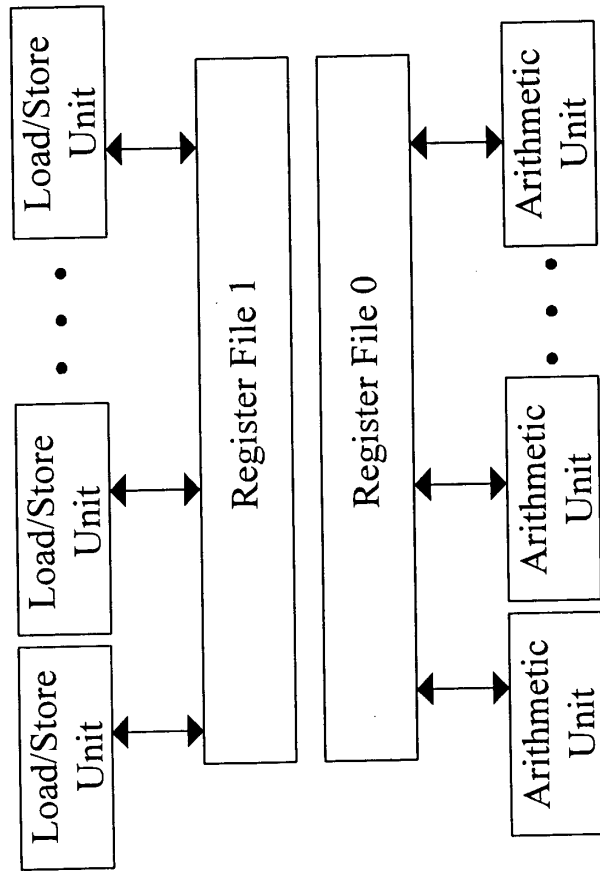 Load/Store
Unit
Load/Store
Unit
Load/Store
Unit
Register File 1
Register File 0
Arithmetic
Unit
Arithmetic
Unit
Arithmetic
Unit